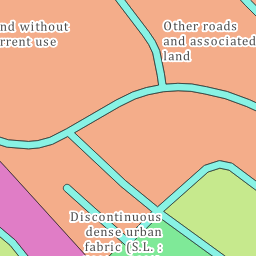 nd without
rrent use
Other roads
and associated
land
Discontinuous
dense urban
fabric (S.L. :